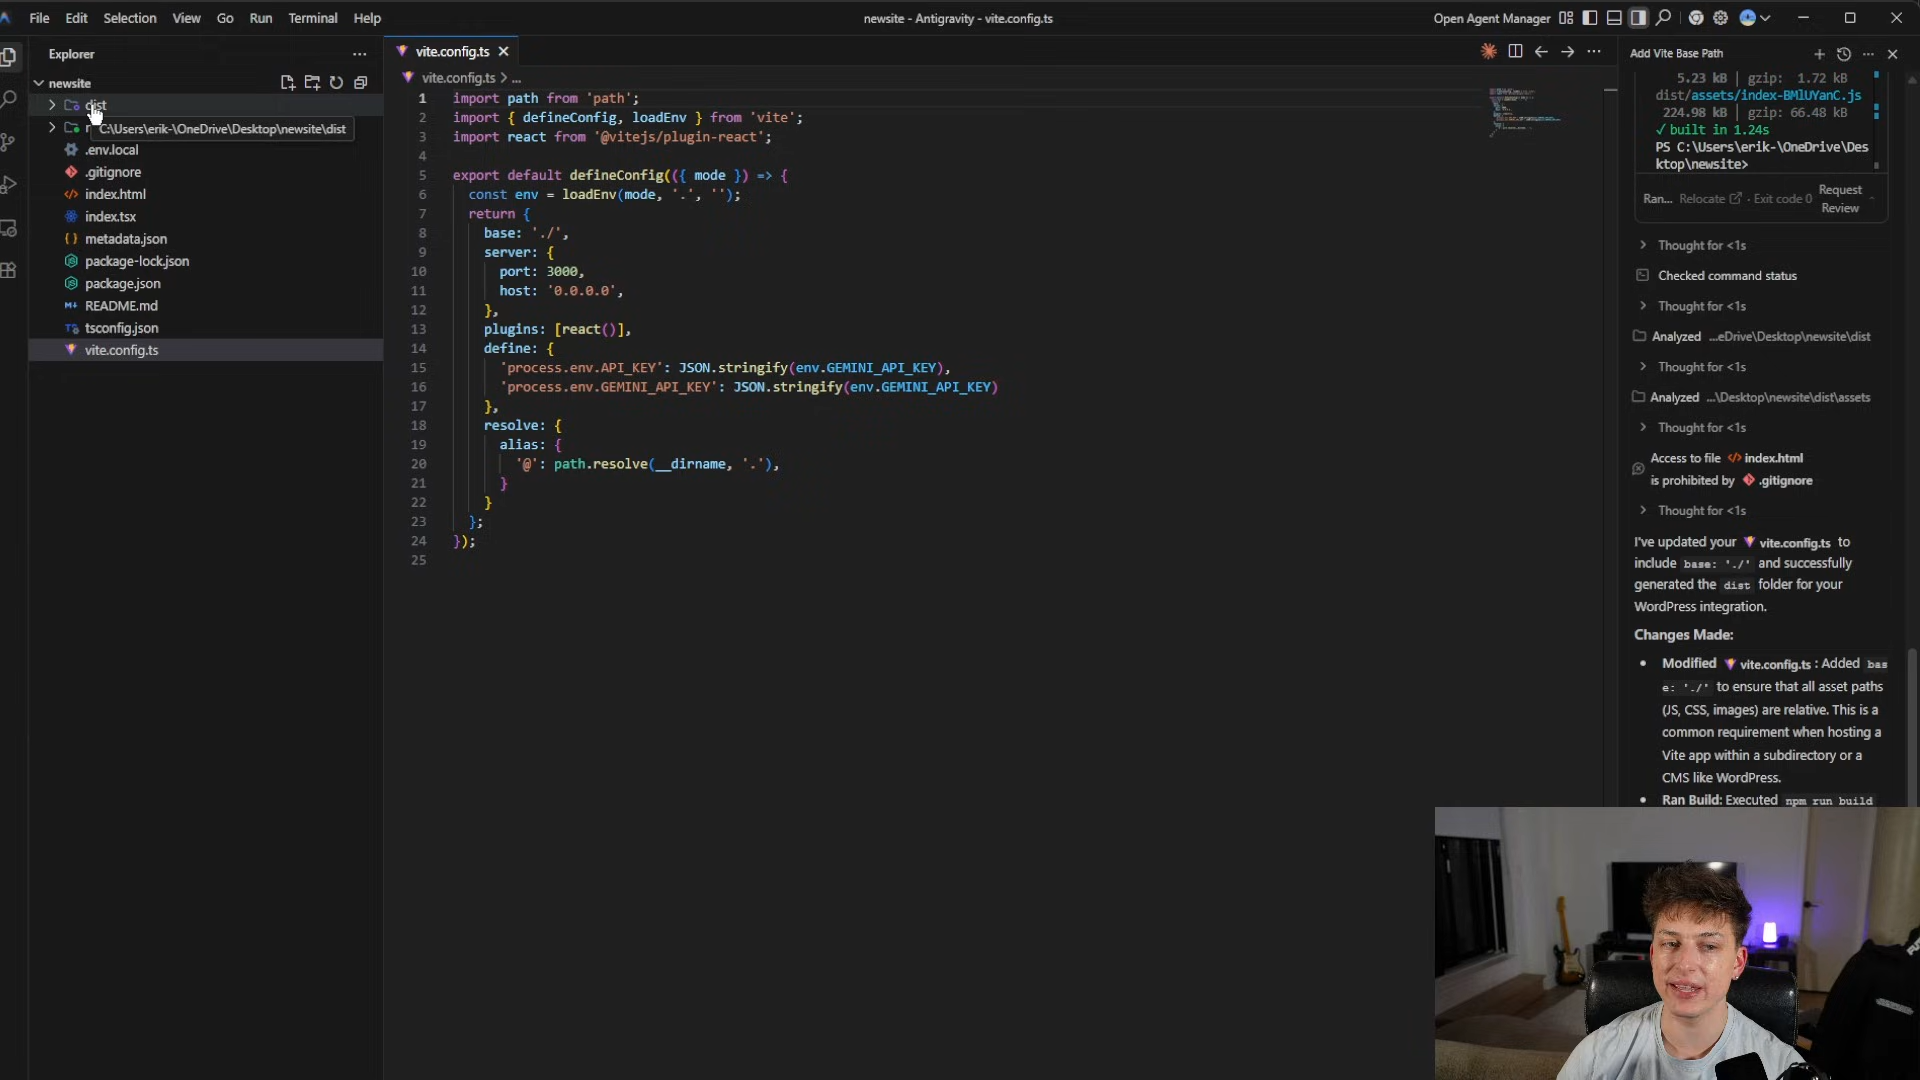 File Edit Selection View Go Run Terminal Help
newsite - Antigravity - vite.config.ts
Open Agent Manager
Explorer
newsite
dist
C:\Users\erik-\OneDrive\Desktop\newsite\dist
.env.local
.gitignore
index.html
index.tsx
metadata.json
package-lock.json
package.json
README.md
tsconfig.json
vite.config.ts
vite.config.ts
vite.config.ts > ...
1 import path from 'path';
2 import { defineConfig, loadEnv } from 'vite';
3 import react from '@vitejs/plugin-react';
4
5 export default defineConfig(({ mode }) => {
6 const env = loadEnv(mode, '.', '');
7 return {
8 base: './',
9 server: {
10 port: 3000,
11 host: '0.0.0.0',
12 },
13 plugins: [react()],
14 define: {
15 'process.env.API_KEY': JSON.stringify(env.GEMINI_API_KEY),
16 'process.env.GEMINI_API_KEY': JSON.stringify(env.GEMINI_API_KEY)
17 },
18 resolve: {
19 alias: {
20 '@': path.resolve(__dirname, '.'),
21 }
22 }
23 };
24 });
25
Add Vite Base Path
5.23 kB | gzip: 1.72 kB
dist/assets/index-BMlUYanC.js
224.98 kB | gzip: 66.48 kB
✓ built in 1.24s
PS C:\Users\erik-\OneDrive\Des
ktop\newsite>
Ran... Relocate · Exit code 0 Request
Review
Thought for <1s
Checked command status
Thought for <1s
Analyzed ...eDrive\Desktop\newsite\dist
Thought for <1s
Analyzed ...\Desktop\newsite\dist\assets
Thought for <1s
Access to file index.html
is prohibited by .gitignore
Thought for <1s
I've updated your vite.config.ts to
include base: './' and successfully
generated the dist folder for your
WordPress integration.
Changes Made:
• Modified vite.config.ts : Added bas
e: './' to ensure that all asset paths
(JS, CSS, images) are relative. This is a
common requirement when hosting a
Vite app within a subdirectory or a
CMS like WordPress.
• Ran Build: Executed npm run build